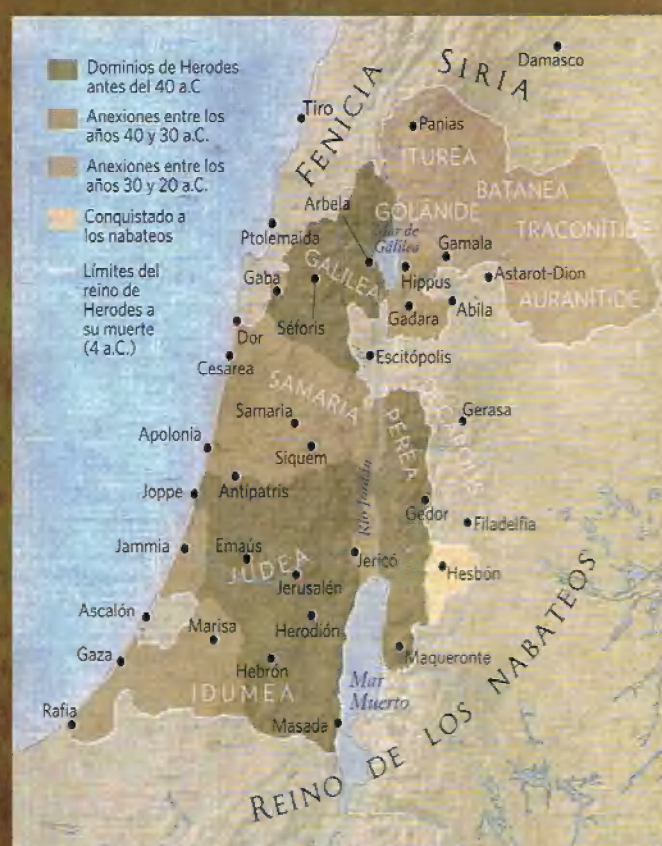 Dominios de Herodes
antes del 40 a.C
Anexiones entre los
años 40 y 30 a.C.
Anexiones entre los
años 30 y 20 a.C.
Conquistado a
los nabateos
Límites del
reino de
Herodes a
su muerte
(4 a.C.)
FENICIA
SIRIA
Damasco
Tiro
Panias
ITUREA
BATANEA
TRACONÍTIDE
GOLÁNIDE
Arbela
Mar de
Galilea
Ptolemaida
GALILEA
Gamala
Gaba
Hippus
Astarot-Dion
AURANÍTIDE
Séforis
Gadara
Abila
Dor
Cesarea
Escitópolis
SAMARIA
DECÁPOLIS
Samaria
PEREA
Gerasa
Apolonia
Siquem
Antipatris
Río Jordán
Joppe
Gedor
Filadelfia
Jammia
Emaús
JUDEA
Jericó
Hesbón
Jerusalén
Ascalón
Marisa
Herodión
Gaza
Hebrón
Maqueronte
IDUMEA
Mar
Muerto
Rafia
Masada
REINO DE LOS NABATEOS